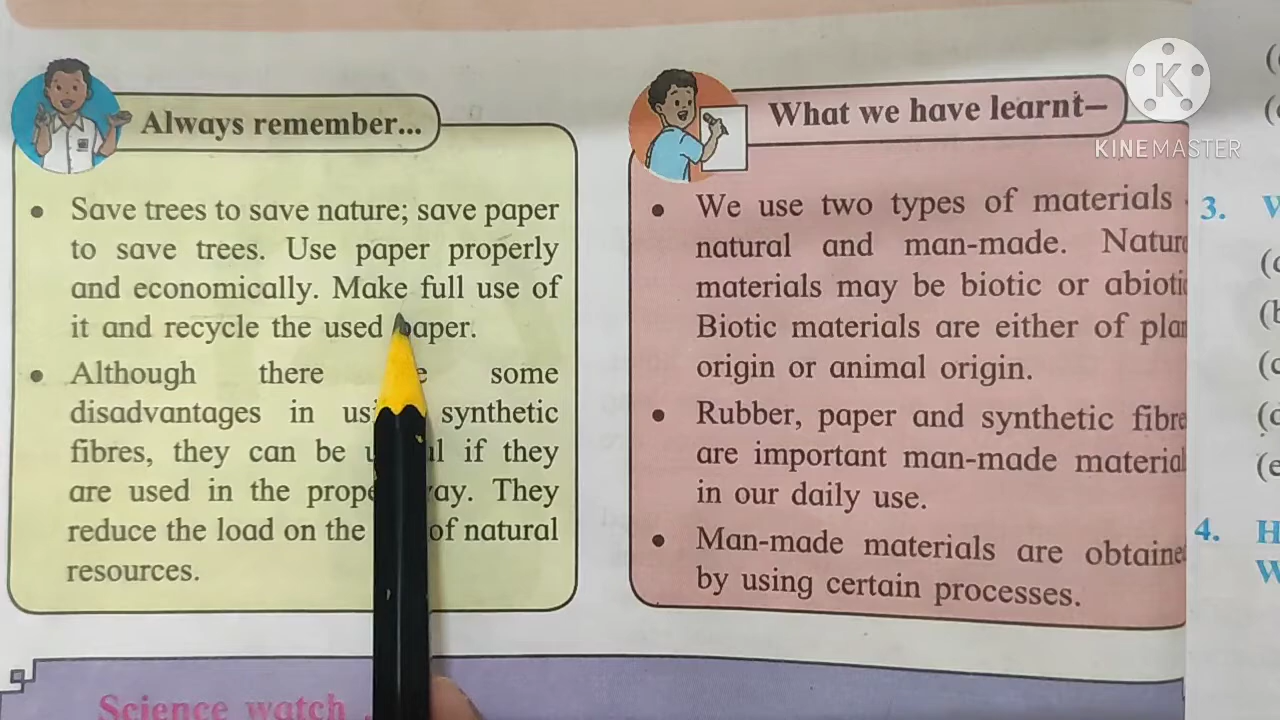 Always remember...
Save trees to save nature; save paper
to save trees. Use paper properly
and economically. Make full use of
it and recycle the used paper.
Although there some
disadvantages in synthetic
fibres, they can be if they
are used in the They
reduce the load on the of natural
resources.
What we have learnt–
We use two types of materials
natural and man-made.
materials may be biotic or
Biotic materials are either of
origin or animal origin.
Rubber, paper and synthetic
are important man-made
in our daily use.
Man-made materials are
by using certain processes.
K
KINEMASTER
3.
4.
Science watch